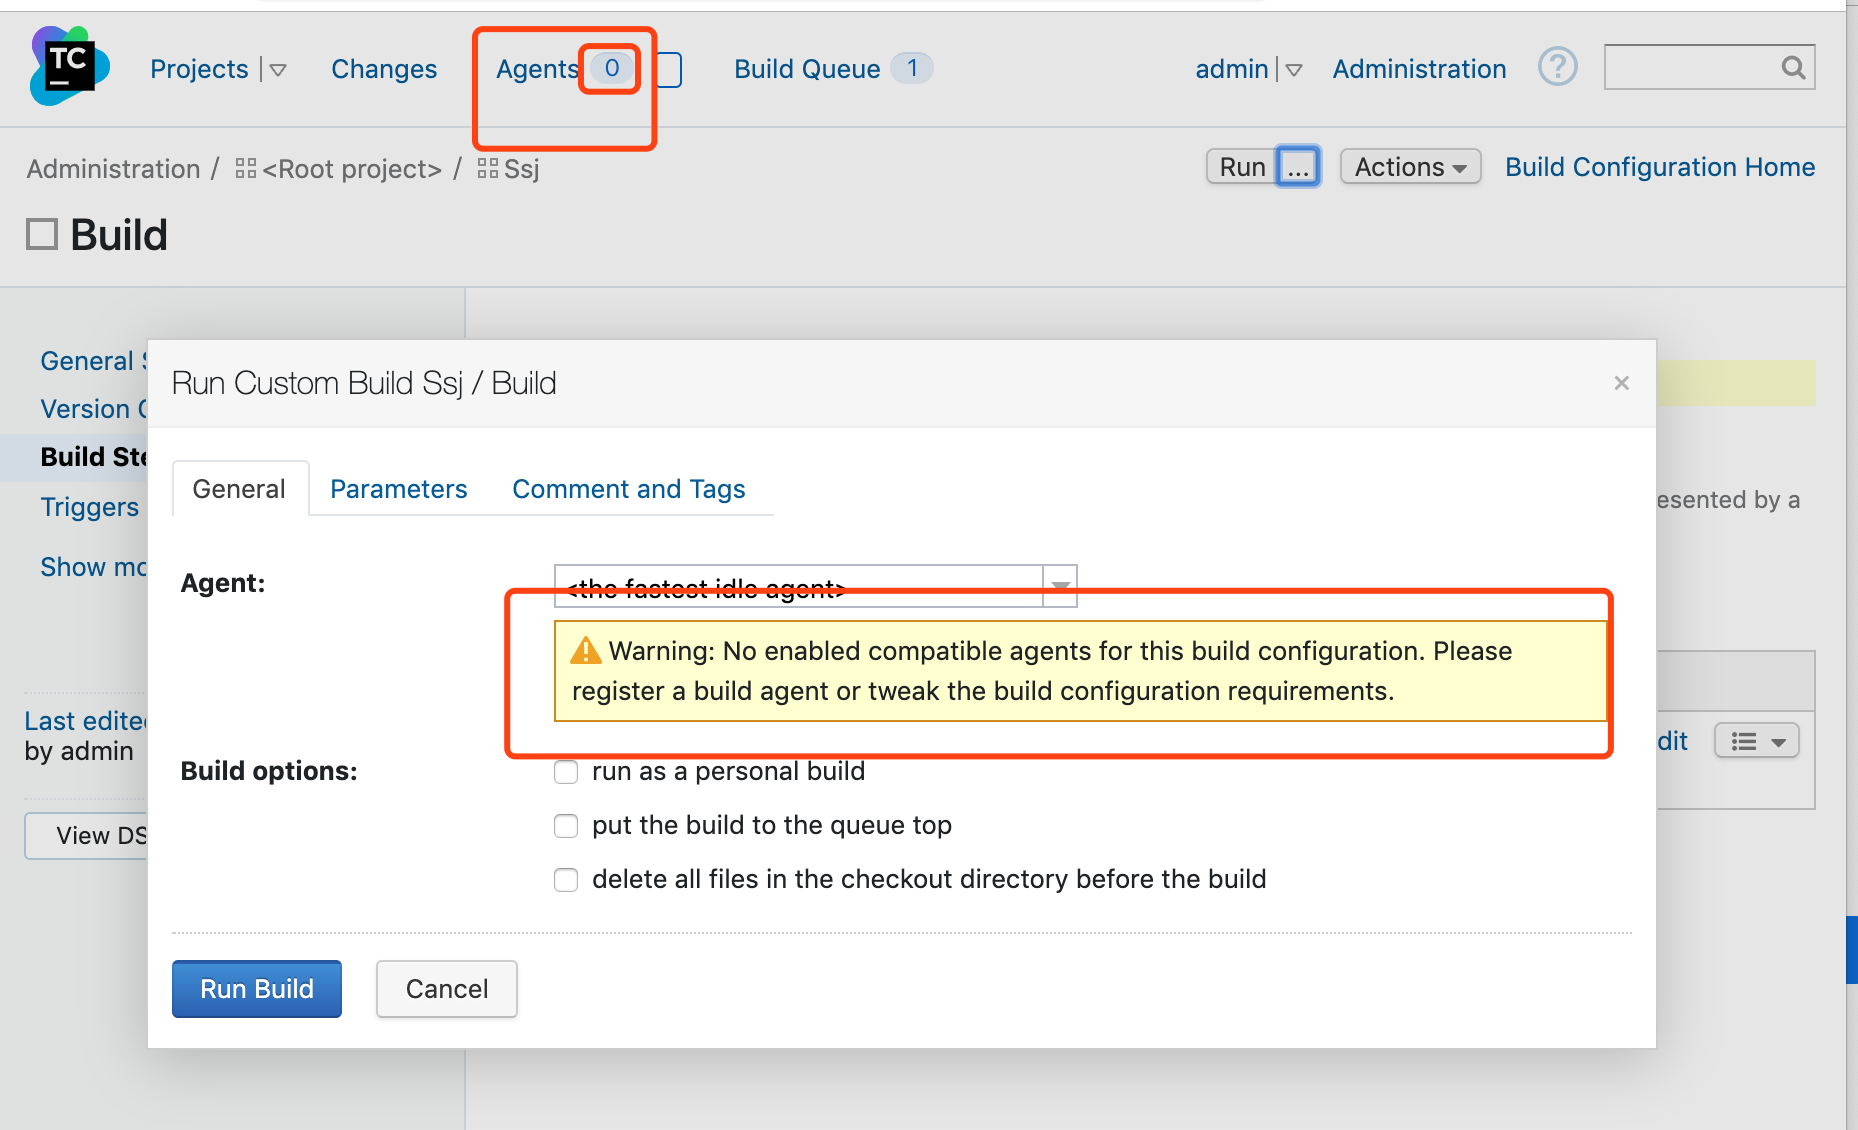 TC
Projects
Changes
Agents 0
Build Queue 1
admin
Administration
?
Administration / <Root project> / Ssj
Run ...
Actions
Build Configuration Home
Build
General
Version
Build Ste
Triggers
Show mo
Last edited
by admin
View DS
Run Custom Build Ssj / Build
×
General
Parameters
Comment and Tags
Agent:
<the fastest idle agent>
Warning: No enabled compatible agents for this build configuration. Please
register a build agent or tweak the build configuration requirements.
Build options:
run as a personal build
put the build to the queue top
delete all files in the checkout directory before the build
Run Build
Cancel
esented by a
dit